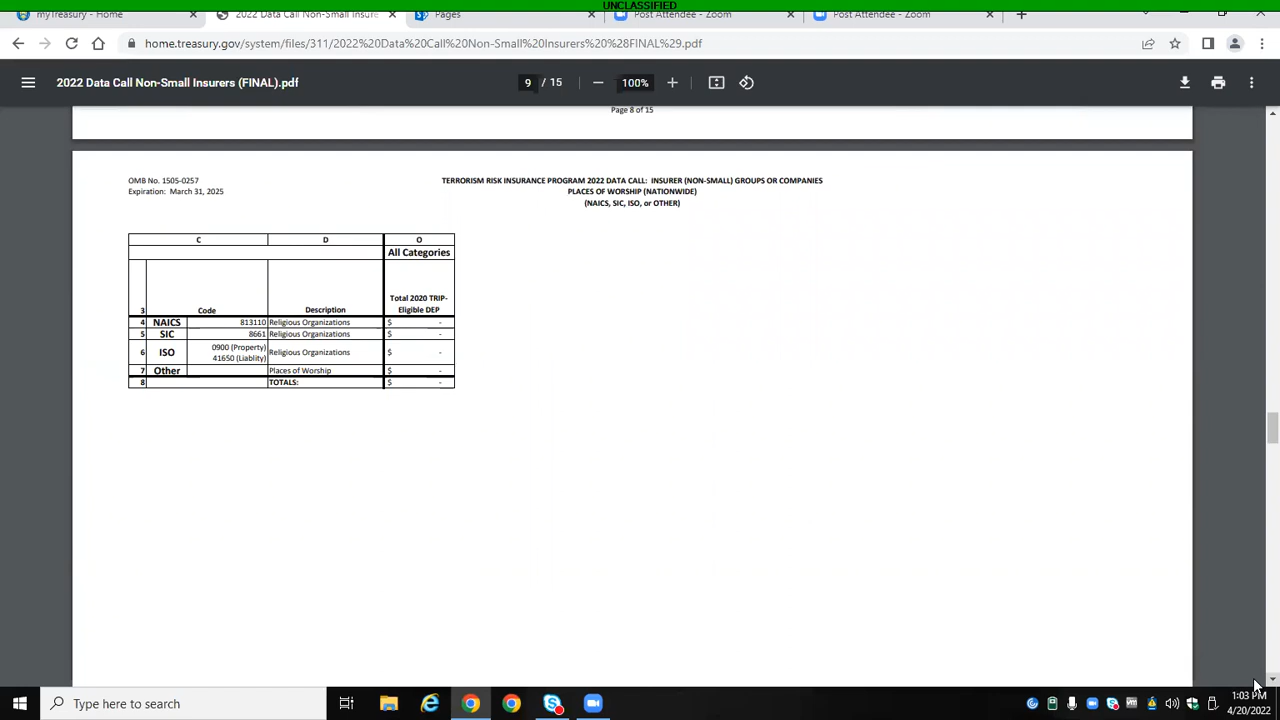 UNCLASSIFIED
myTreasury - Home
2022 Data Call Non-Small Insure
Pages
Post Attendee - Zoom
Post Attendee - Zoom
home.treasury.gov/system/files/311/2022%20Data%20Call%20Non-Small%20Insurers%20%28FINAL%29.pdf
2022 Data Call Non-Small Insurers (FINAL).pdf
9 / 15
100%
Page 8 of 15
OMB No. 1505-0257
Expiration: March 31, 2025
TERRORISM RISK INSURANCE PROGRAM 2022 DATA CALL: INSURER (NON-SMALL) GROUPS OR COMPANIES
PLACES OF WORSHIP (NATIONWIDE)
(NAICS, SIC, ISO, or OTHER)
C D O
All Categories
3 Code Description Total 2020 TRIP-
Eligible DEP
4 NAICS 813110 Religious Organizations $ -
5 SIC 8661 Religious Organizations $ -
6 ISO 0900 (Property)
41650 (Liablity) Religious Organizations $ -
7 Other Places of Worship $ -
8 TOTALS: $ -
Type here to search
1:03 PM
4/20/2022